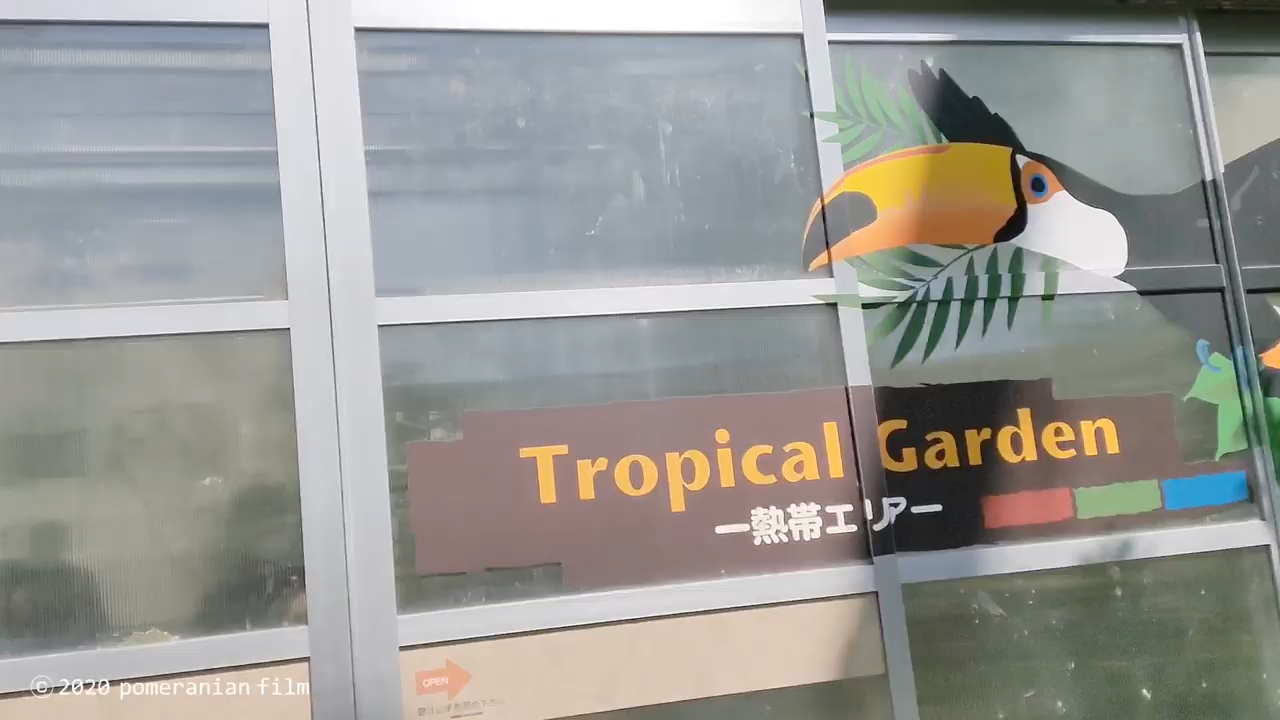 Tropical Garden
ー熱帯エリアー
OPEN
© 2020 pomeranian film